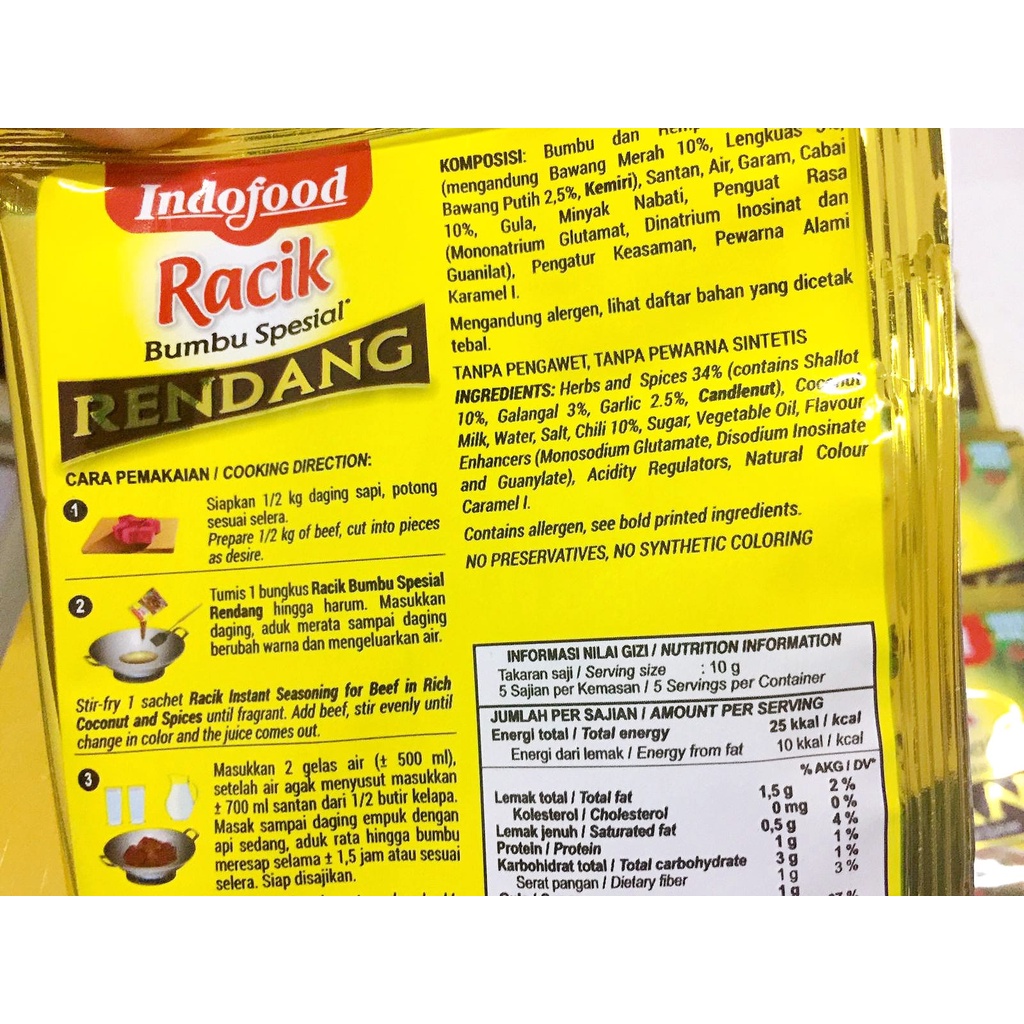 Indofood
Racik
Bumbu Spesial*
RENDANG
CARA PEMAKAIAN / COOKING DIRECTION:
1
Siapkan 1/2 kg daging sapi, potong
sesuai selera.
Prepare 1/2 kg of beef, cut into pieces
as desire.
2
Tumis 1 bungkus Racik Bumbu Spesial
Rendang hingga harum. Masukkan
daging, aduk merata sampai daging
berubah warna dan mengeluarkan air.
Stir-fry 1 sachet Racik Instant Seasoning for Beef in Rich
Coconut and Spices until fragrant. Add beef, stir evenly until
change in color and the juice comes out.
3
Masukkan 2 gelas air (± 500 ml),
setelah air agak menyusut masukkan
± 700 ml santan dari 1/2 butir kelapa.
Masak sampai daging empuk dengan
api sedang, aduk rata hingga bumbu
meresap selama ± 1,5 jam atau sesuai
selera. Siap disajikan.
KOMPOSISI: Bumbu dan
(mengandung Bawang Merah 10%, Lengkuas
Bawang Putih 2,5%, Kemiri), Santan, Air, Garam, Cabai
10%, Gula, Minyak Nabati, Penguat Rasa
(Mononatrium Glutamat, Dinatrium Inosinat dan
Guanilat), Pengatur Keasaman, Pewarna Alami
Karamel I.
Mengandung alergen, lihat daftar bahan yang dicetak
tebal.
TANPA PENGAWET, TANPA PEWARNA SINTETIS
INGREDIENTS: Herbs and Spices 34% (contains Shallot
10%, Galangal 3%, Garlic 2.5%, Candlenut), Coconut
Milk, Water, Salt, Chili 10%, Sugar, Vegetable Oil, Flavour
Enhancers (Monosodium Glutamate, Disodium Inosinate
and Guanylate), Acidity Regulators, Natural Colour
Caramel I.
Contains allergen, see bold printed ingredients.
NO PRESERVATIVES, NO SYNTHETIC COLORING
INFORMASI NILAI GIZI / NUTRITION INFORMATION
Takaran saji / Serving size : 10 g
5 Sajian per Kemasan / 5 Servings per Container
JUMLAH PER SAJIAN / AMOUNT PER SERVING
Energi total / Total energy 25 kkal / kcal
Energi dari lemak / Energy from fat 10 kkal / kcal
% AKG / DV*
Lemak total / Total fat 1,5 g 2 %
Kolesterol / Cholesterol 0 mg 0 %
Lemak jenuh / Saturated fat 0,5 g 4 %
Protein / Protein 1 g 1 %
Karbohidrat total / Total carbohydrate 3 g 1 %
Serat pangan / Dietary fiber 1 g 3 %
1 g